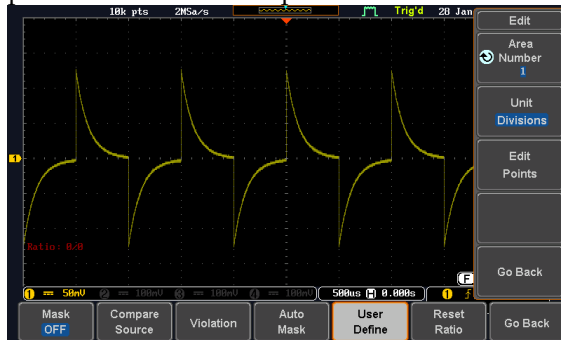 10k pts 2MSa/s Trig'd 28 Jan
Edit
Area
Number
1
Unit
Divisions
Edit
Points
Go Back
1
Ratio: 0/0
F
1 50mV 2 100mV 3 100mV 4 100mV 500us H 0.000s 1
Mask
OFF
Compare
Source
Violation
Auto
Mask
User
Define
Reset
Ratio
Go Back